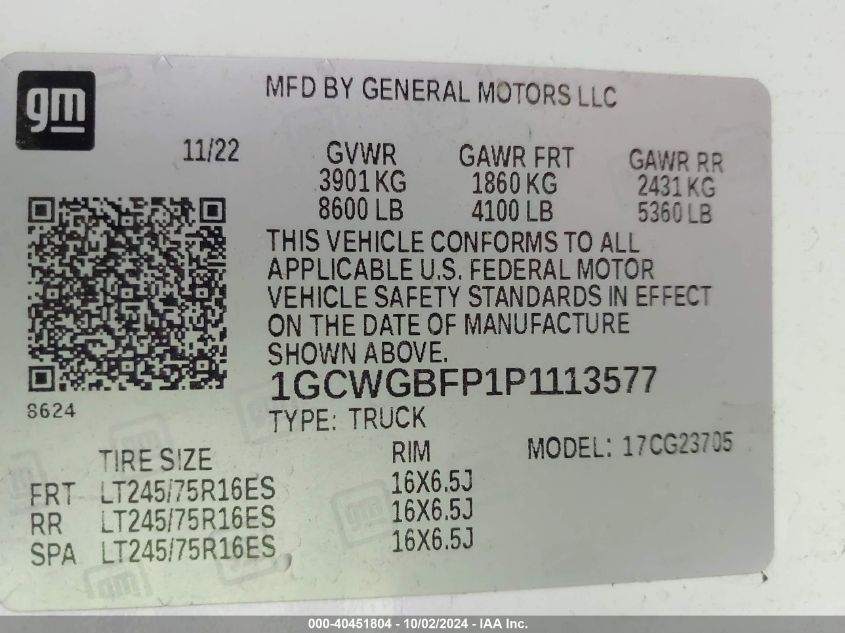 gm
MFD BY GENERAL MOTORS LLC
11/22
GVWR GAWR FRT GAWR RR
3901 KG 1860 KG 2431 KG
8600 LB 4100 LB 5360 LB
THIS VEHICLE CONFORMS TO ALL
APPLICABLE U.S. FEDERAL MOTOR
VEHICLE SAFETY STANDARDS IN EFFECT
ON THE DATE OF MANUFACTURE
SHOWN ABOVE.
8624
1GCWGBFP1P1113577
TYPE: TRUCK
TIRE SIZE RIM MODEL: 17CG23705
FRT LT245/75R16ES 16X6.5J
RR LT245/75R16ES 16X6.5J
SPA LT245/75R16ES 16X6.5J
gm
000-40451804 - 10/02/2024 - IAA Inc.